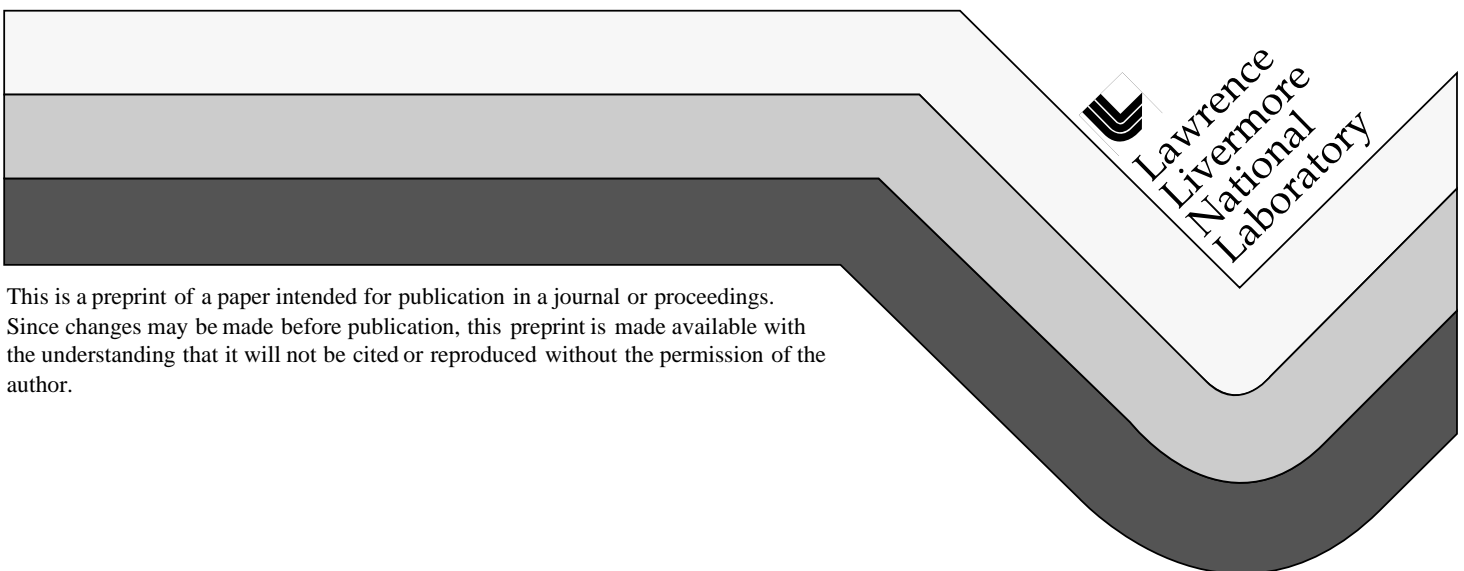 Lawrence
Livermore
National
Laboratory
This is a preprint of a paper intended for publication in a journal or proceedings.
Since changes may be made before publication, this preprint is made available with
the understanding that it will not be cited or reproduced without the permission of the
author.